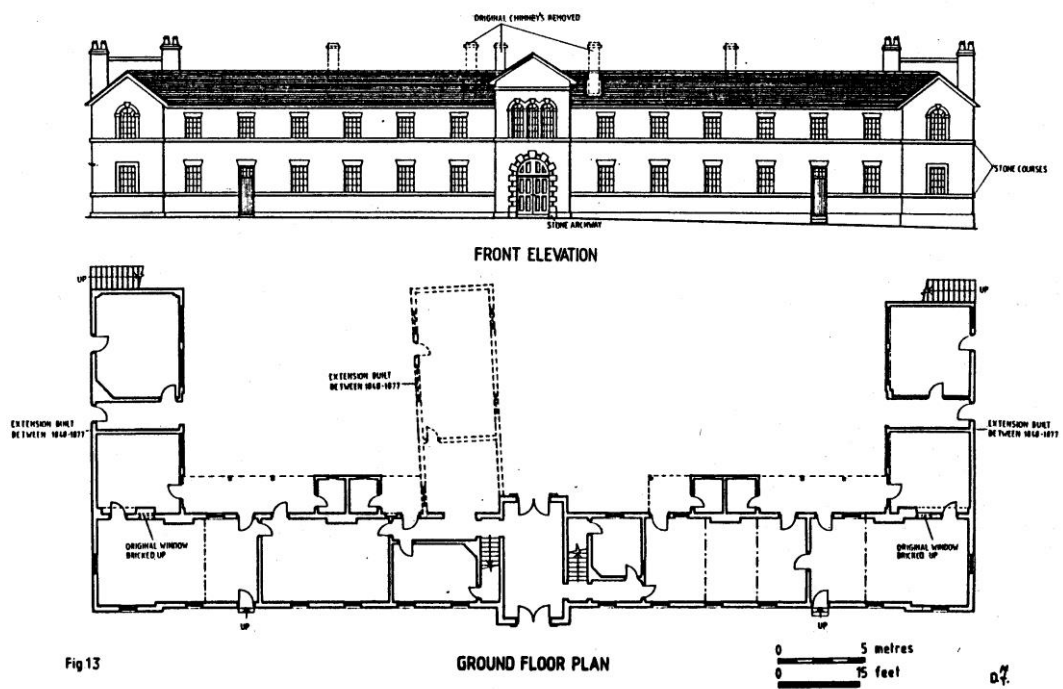 ORIGINAL CHIMNEY'S REMOVED
STONE COURSES
STONE ARCHWAY
FRONT ELEVATION
UP
UP
EXTENSION BUILT
BETWEEN 1848-1877
EXTENSION BUILT
BETWEEN 1848-1877
EXTENSION BUILT
BETWEEN 1848-1877
ORIGINAL WINDOW
BRICKED UP
ORIGINAL WINDOW
BRICKED UP
UP
UP
Fig.13
GROUND FLOOR PLAN
0 5 metres
0 15 feet